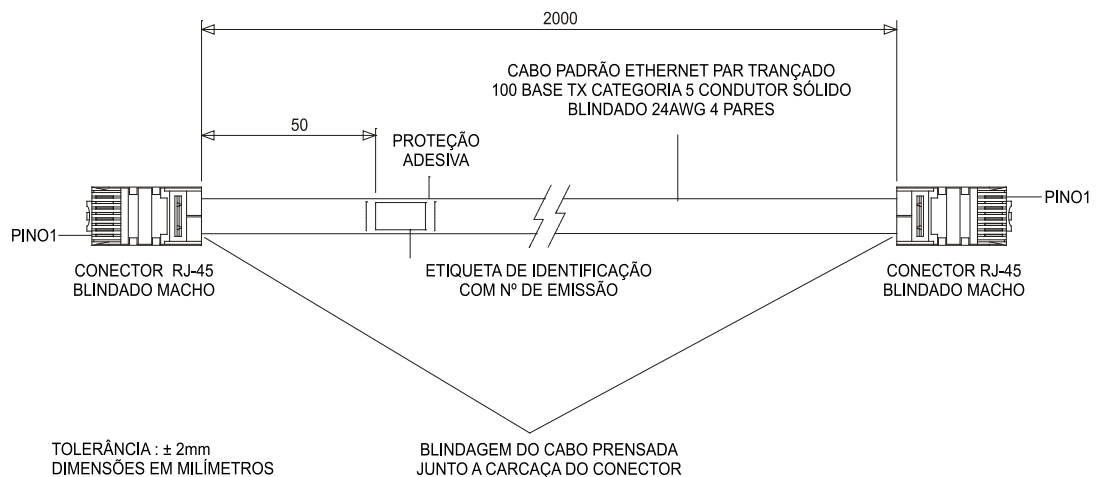 2000
CABO PADRÃO ETHERNET PAR TRANÇADO
100 BASE TX CATEGORIA 5 CONDUTOR SÓLIDO
BLINDADO 24AWG 4 PARES
50
PROTEÇÃO
ADESIVA
PINO1
PINO1
CONECTOR RJ-45
BLINDADO MACHO
ETIQUETA DE IDENTIFICAÇÃO
COM Nº DE EMISSÃO
CONECTOR RJ-45
BLINDADO MACHO
TOLERÂNCIA : ± 2mm
DIMENSÕES EM MILÍMETROS
BLINDAGEM DO CABO PRENSADA
JUNTO A CARCAÇA DO CONECTOR